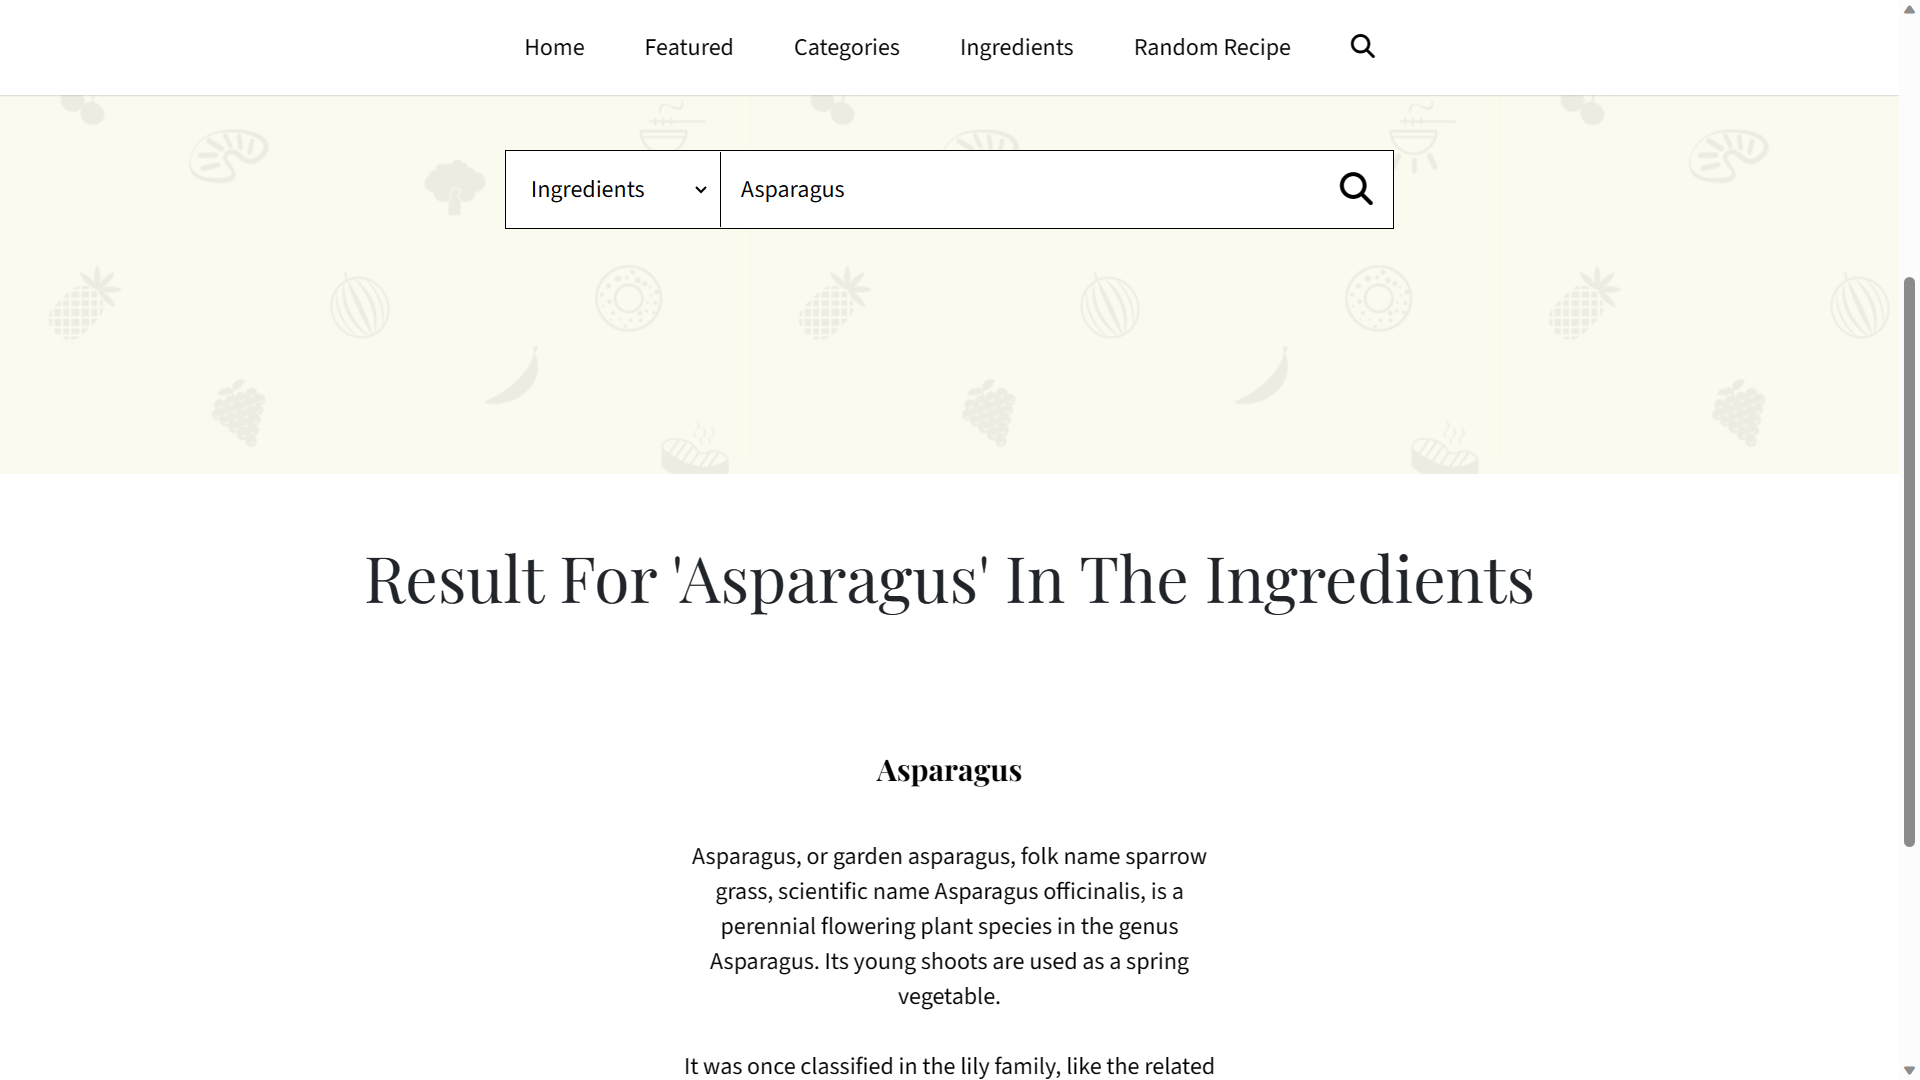 Home Featured Categories Ingredients Random Recipe
Ingredients Asparagus
Result For 'Asparagus' In The Ingredients
Asparagus
Asparagus, or garden asparagus, folk name sparrow
grass, scientific name Asparagus officinalis, is a
perennial flowering plant species in the genus
Asparagus. Its young shoots are used as a spring
vegetable.
It was once classified in the lily family, like the related